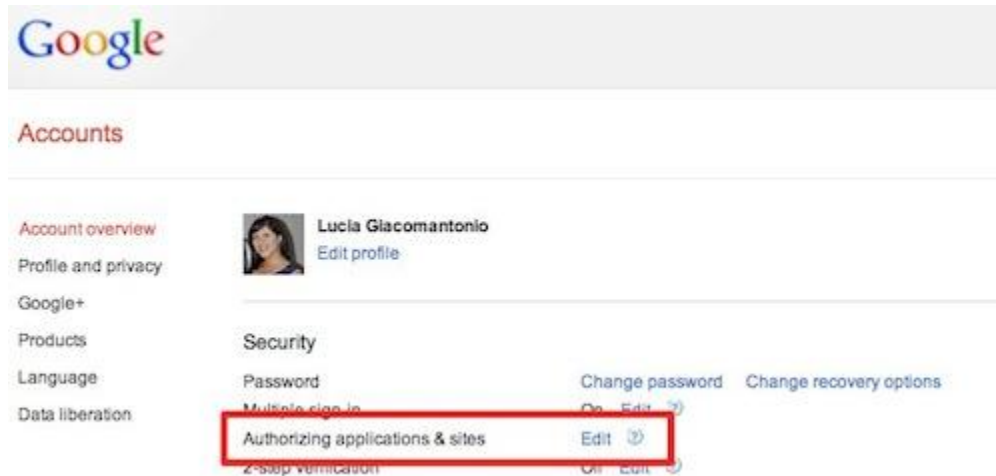 Google
Accounts
Account overview
Profile and privacy
Google+
Products
Language
Data liberation
Lucia Giacomantonio
Edit profile
Security
Password Change password Change recovery options
Multiple sign-in On Edit ?
Authorizing applications & sites Edit ?
2-step verification Off Edit ?